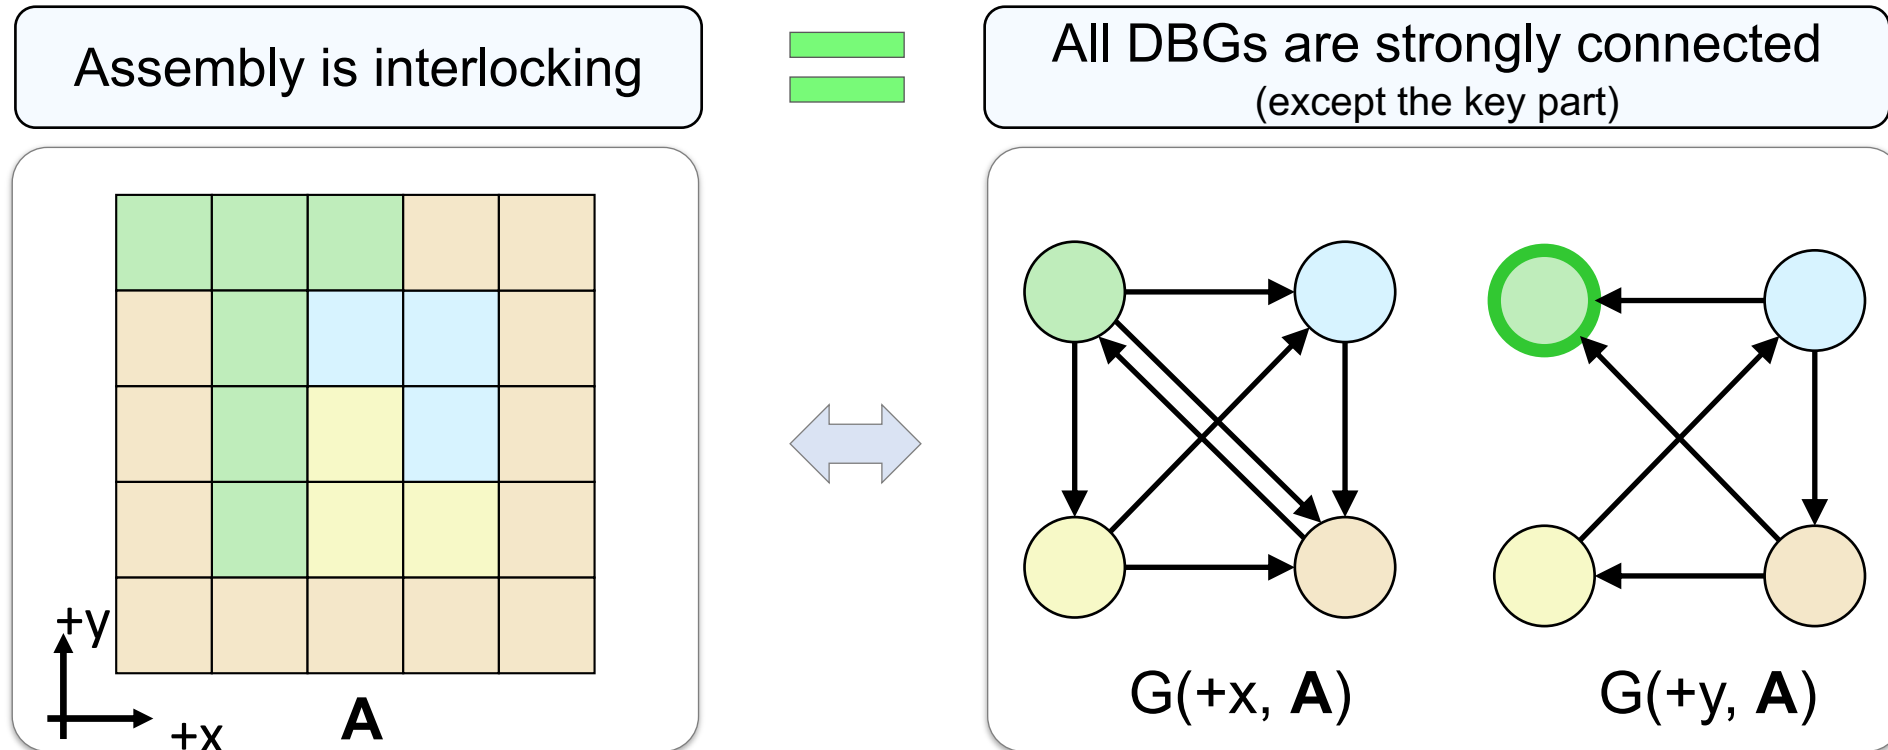 Assembly is interlocking
All DBGs are strongly connected
(except the key part)
+y
+x
A
G(+x, A)
G(+y, A)